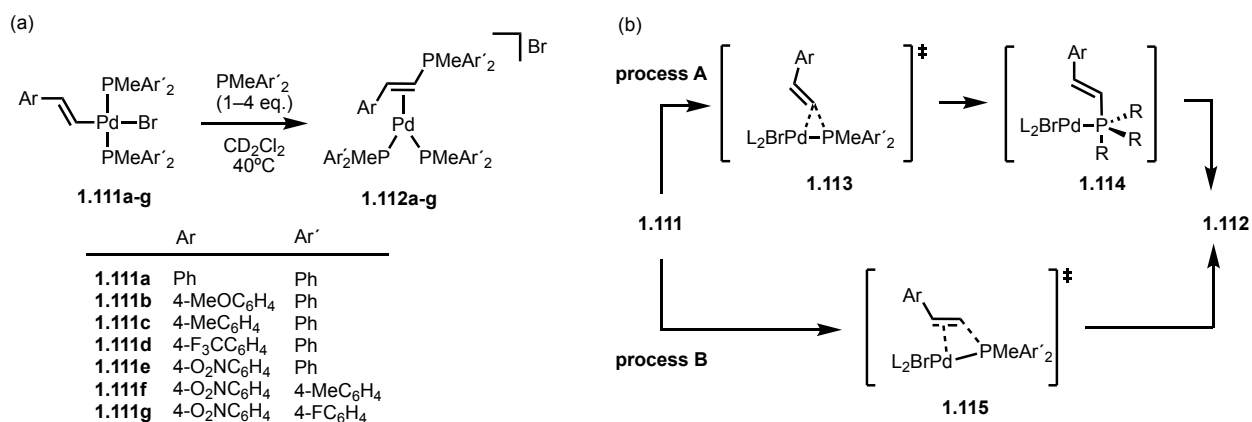 (a)
Ar
PMeAr´2
Pd
Br
PMeAr´2
1.111a-g
PMeAr´2
(1–4 eq.)
CD2Cl2
40ºC
PMeAr´2
Ar
Pd
Ar´2MeP
PMeAr´2
Br
1.112a-g
Ar Ar´
1.111a Ph Ph
1.111b 4-MeOC6H4 Ph
1.111c 4-MeC6H4 Ph
1.111d 4-F3CC6H4 Ph
1.111e 4-O2NC6H4 Ph
1.111f 4-O2NC6H4 4-MeC6H4
1.111g 4-O2NC6H4 4-FC6H4
(b)
process A
Ar
L2BrPd
PMeAr´2
‡
1.113
Ar
L2BrPd
P
R
R
R
1.114
1.111
1.112
process B
Ar
L2BrPd
PMeAr´2
‡
1.115